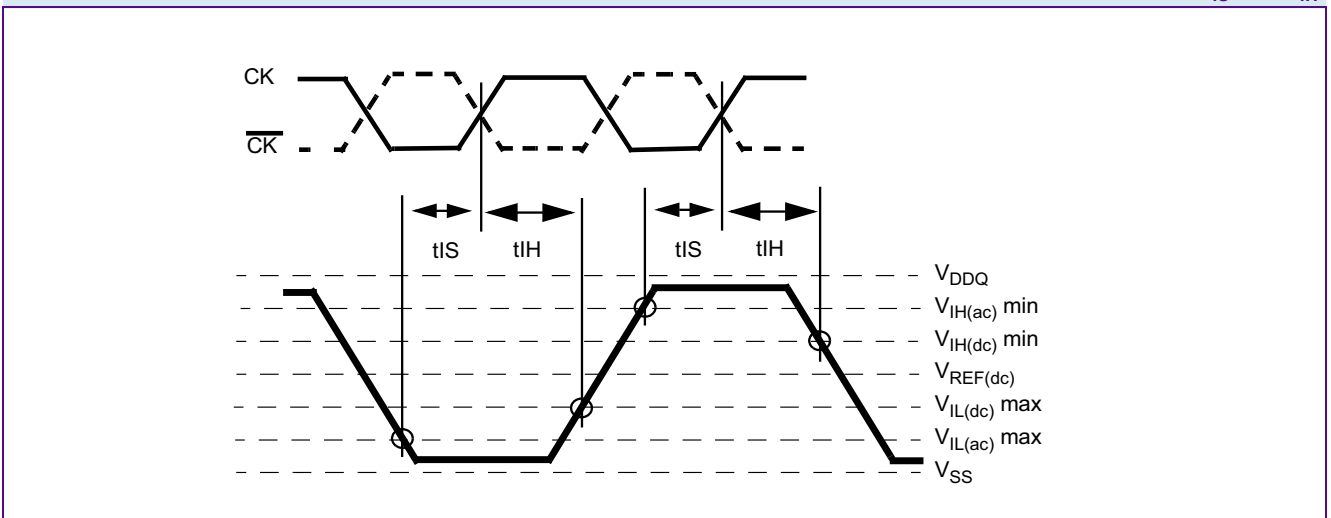 CK
CK
tIS tIH tIS tIH
VDDQ
VIH(ac) min
VIH(dc) min
VREF(dc)
VIL(dc) max
VIL(ac) max
VSS